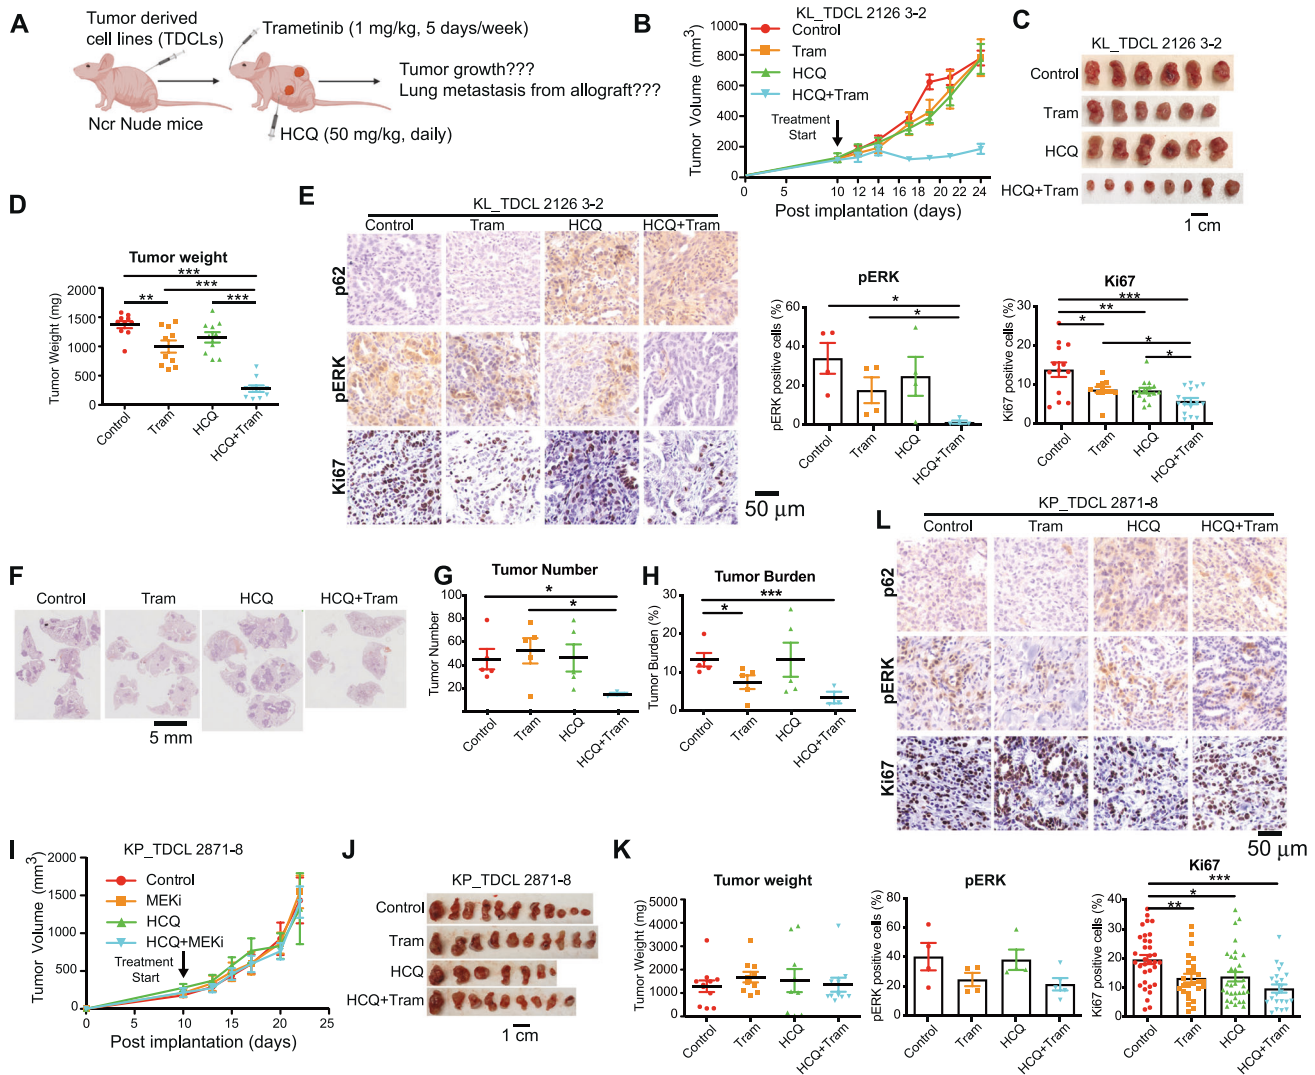 A
Tumor derived
cell lines (TDCLs)
Trametinib (1 mg/kg, 5 days/week)
Tumor growth???
Lung metastasis from allograft???
Ncr Nude mice
HCQ (50 mg/kg, daily)
B
KL_TDCL 2126 3-2
Tumor Volume (mm3)
1000
800
600
400
200
0
Control
Tram
HCQ
HCQ+Tram
Treatment
Start
0 5 10 12 14 16 18 20 22 24
Post implantation (days)
C
KL_TDCL 2126 3-2
Control
Tram
HCQ
HCQ+Tram
1 cm
D
Tumor weight
***
***
** ***
Tumor Weight (mg)
2000
1500
1000
500
0
Control
Tram
HCQ
HCQ+Tram
E
KL_TDCL 2126 3-2
Control Tram HCQ HCQ+Tram
p62
pERK
Ki67
50 μm
pERK
*
*
pERK positive cells (%)
60
40
20
0
Control
Tram
HCQ
HCQ+Tram
Ki67
***
**
* *
*
Ki67 positive cells (%)
30
20
10
0
Control
Tram
HCQ
HCQ+Tram
F
Control Tram HCQ HCQ+Tram
5 mm
G
Tumor Number
*
*
Tumor Number
100
80
60
40
20
Control
Tram
HCQ
HCQ+Tram
H
Tumor Burden
***
*
Tumor Burden (%)
30
20
10
0
Control
Tram
HCQ
HCQ+Tram
L
KP_TDCL 2871-8
Control Tram HCQ HCQ+Tram
p62
pERK
Ki67
50 μm
I
KP_TDCL 2871-8
Tumor Volume (mm3)
2000
1500
1000
500
0
Control
MEKi
HCQ
HCQ+MEKi
Treatment
Start
0 5 10 15 20 25
Post implantation (days)
J
KP_TDCL 2871-8
Control
Tram
HCQ
HCQ+Tram
1 cm
K
Tumor weight
Tumor Weight (mg)
5000
4000
3000
2000
1000
0
Control
Tram
HCQ
HCQ+Tram
pERK
pERK positive cells (%)
80
60
40
20
0
Control
Tram
HCQ
HCQ+Tram
Ki67
***
*
**
Ki67 positive cells (%)
40
30
20
10
0
Control
Tram
HCQ
HCQ+Tram